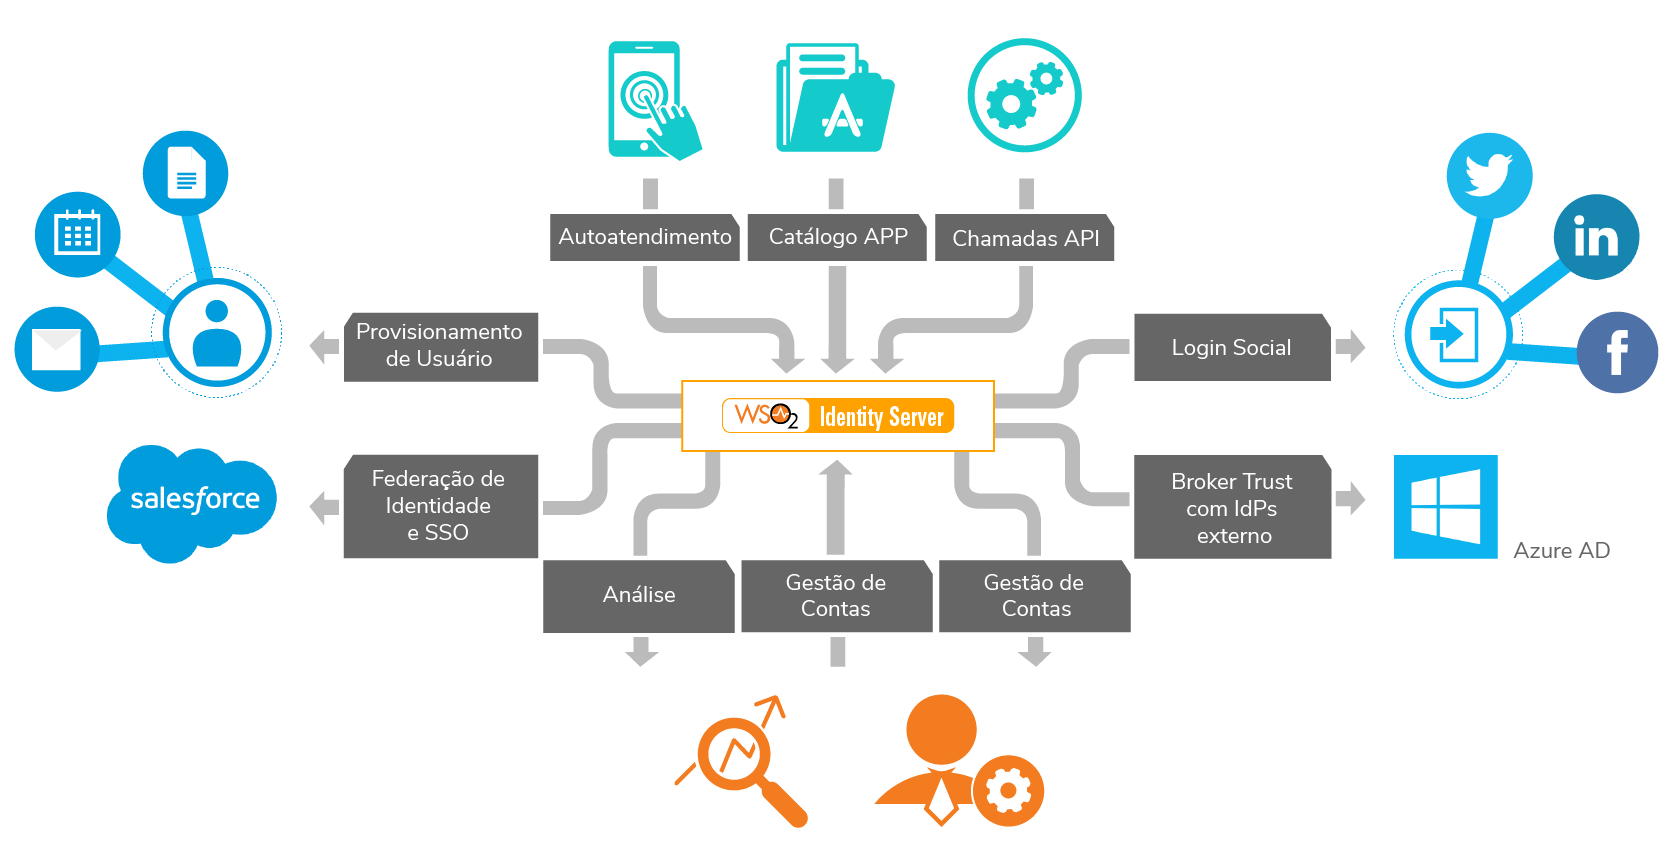 Autoatendimento
Catálogo APP
Chamadas API
Provisionamento
de Usuário
Login Social
in
f
WSO2 Identity Server
salesforce
Federação de
Identidade
e SSO
Broker Trust
com IdPs
externo
Azure AD
Análise
Gestão de
Contas
Gestão de
Contas